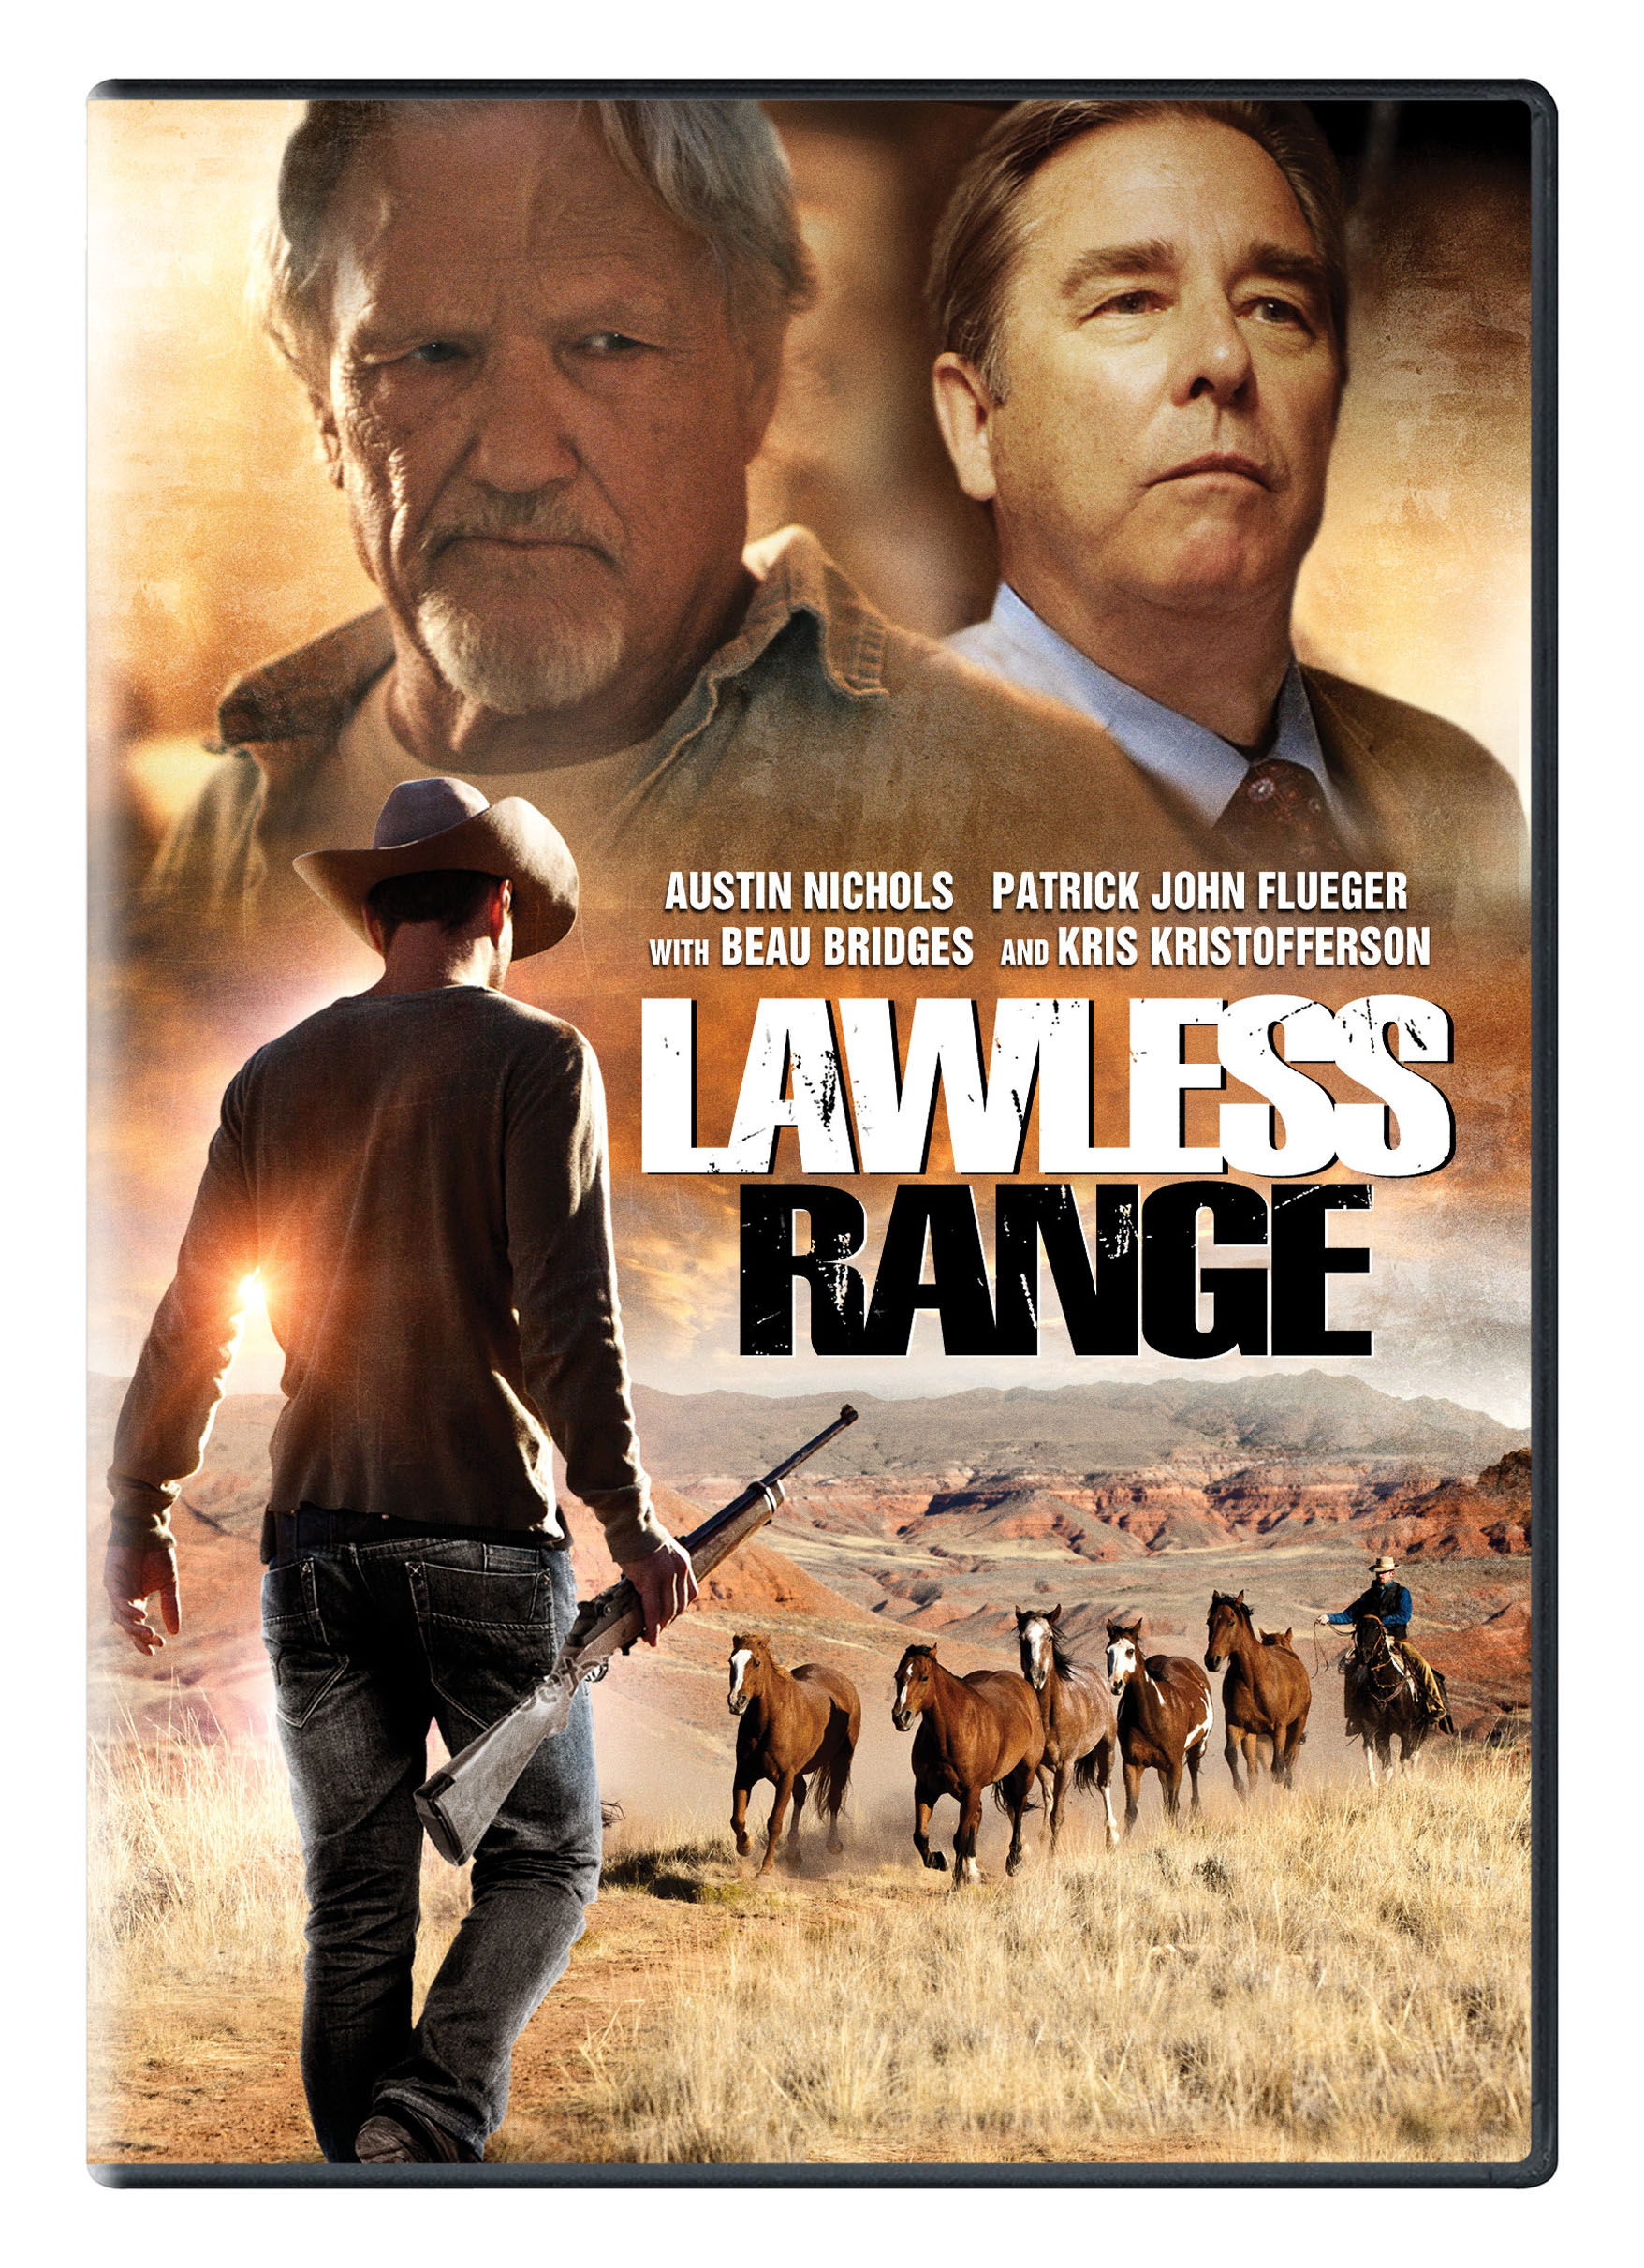 AUSTIN NICHOLS PATRICK JOHN FLUEGER
WITH BEAU BRIDGES AND KRIS KRISTOFFERSON
LAWLESS
RANGE